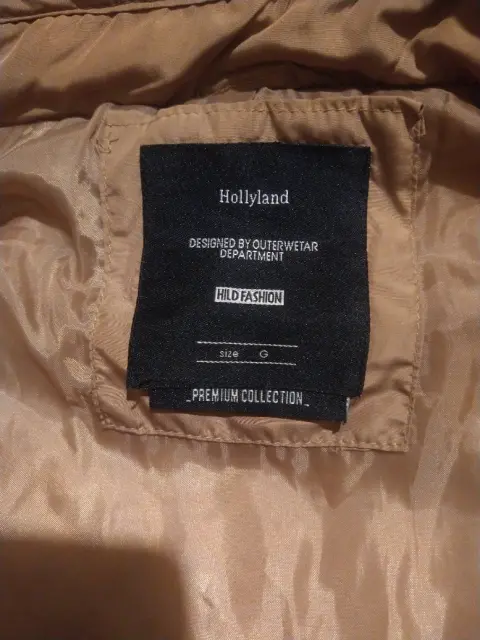 Hollyland
DESIGNED BY OUTERWETAR
DEPARTMENT
HILD FASHION
size G
PREMIUM COLLECTION